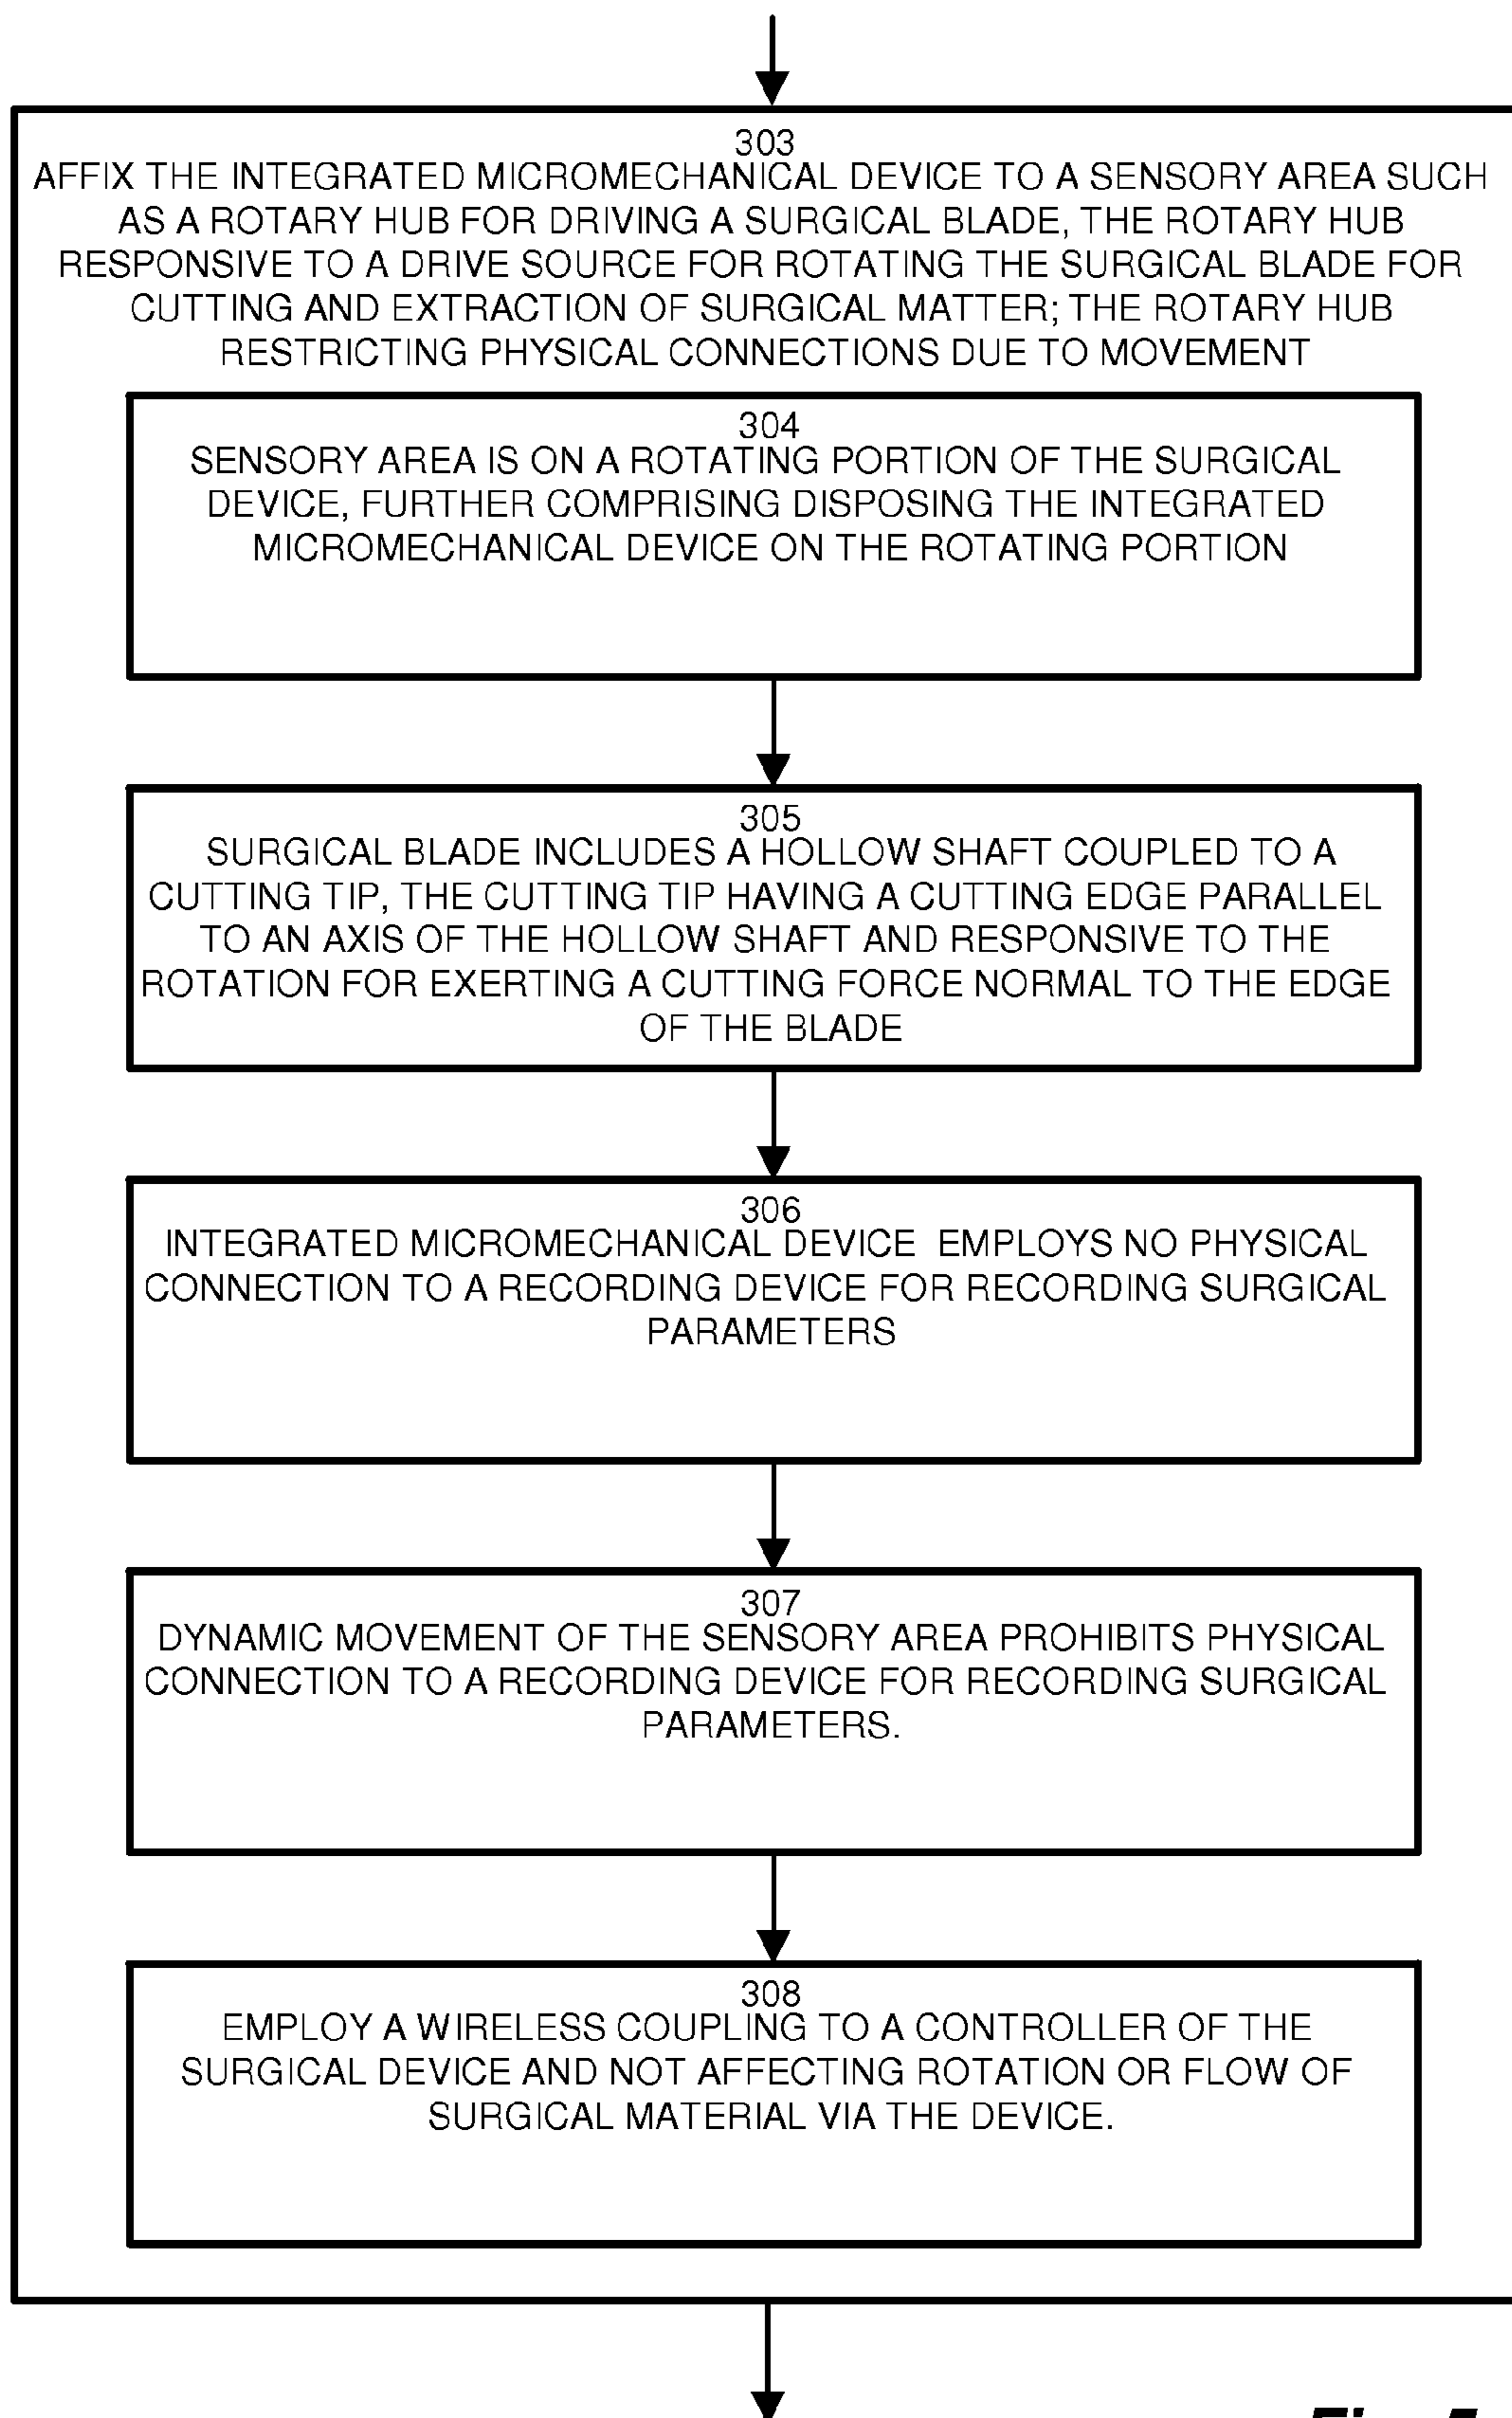 303
AFFIX THE INTEGRATED MICROMECHANICAL DEVICE TO A SENSORY AREA SUCH
AS A ROTARY HUB FOR DRIVING A SURGICAL BLADE, THE ROTARY HUB
RESPONSIVE TO A DRIVE SOURCE FOR ROTATING THE SURGICAL BLADE FOR
CUTTING AND EXTRACTION OF SURGICAL MATTER; THE ROTARY HUB
RESTRICTING PHYSICAL CONNECTIONS DUE TO MOVEMENT
304
SENSORY AREA IS ON A ROTATING PORTION OF THE SURGICAL
DEVICE, FURTHER COMPRISING DISPOSING THE INTEGRATED
MICROMECHANICAL DEVICE ON THE ROTATING PORTION
305
SURGICAL BLADE INCLUDES A HOLLOW SHAFT COUPLED TO A
CUTTING TIP, THE CUTTING TIP HAVING A CUTTING EDGE PARALLEL
TO AN AXIS OF THE HOLLOW SHAFT AND RESPONSIVE TO THE
ROTATION FOR EXERTING A CUTTING FORCE NORMAL TO THE EDGE
OF THE BLADE
306
INTEGRATED MICROMECHANICAL DEVICE EMPLOYS NO PHYSICAL
CONNECTION TO A RECORDING DEVICE FOR RECORDING SURGICAL
PARAMETERS
307
DYNAMIC MOVEMENT OF THE SENSORY AREA PROHIBITS PHYSICAL
CONNECTION TO A RECORDING DEVICE FOR RECORDING SURGICAL
PARAMETERS.
308
EMPLOY A WIRELESS COUPLING TO A CONTROLLER OF THE
SURGICAL DEVICE AND NOT AFFECTING ROTATION OR FLOW OF
SURGICAL MATERIAL VIA THE DEVICE.